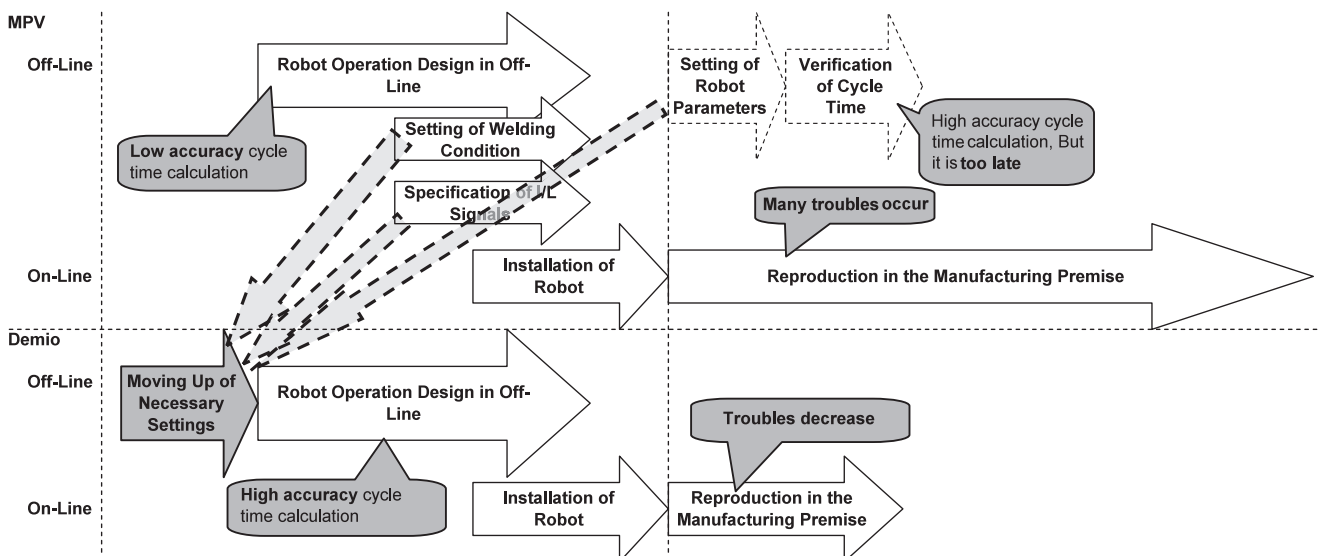 MPV
Off-Line
Robot Operation Design in Off-
Line
Setting of
Robot
Parameters
Verification
of Cycle
Time
Low accuracy cycle
time calculation
Setting of Welding
Condition
High accuracy cycle
time calculation, But
it is too late
Specification of I/L
Signals
Many troubles occur
On-Line
Installation of
Robot
Reproduction in the Manufacturing Premise
Demio
Off-Line
Moving Up of
Necessary
Settings
Robot Operation Design in Off-
Line
Troubles decrease
High accuracy cycle
time calculation
On-Line
Installation of
Robot
Reproduction in the
Manufacturing Premise